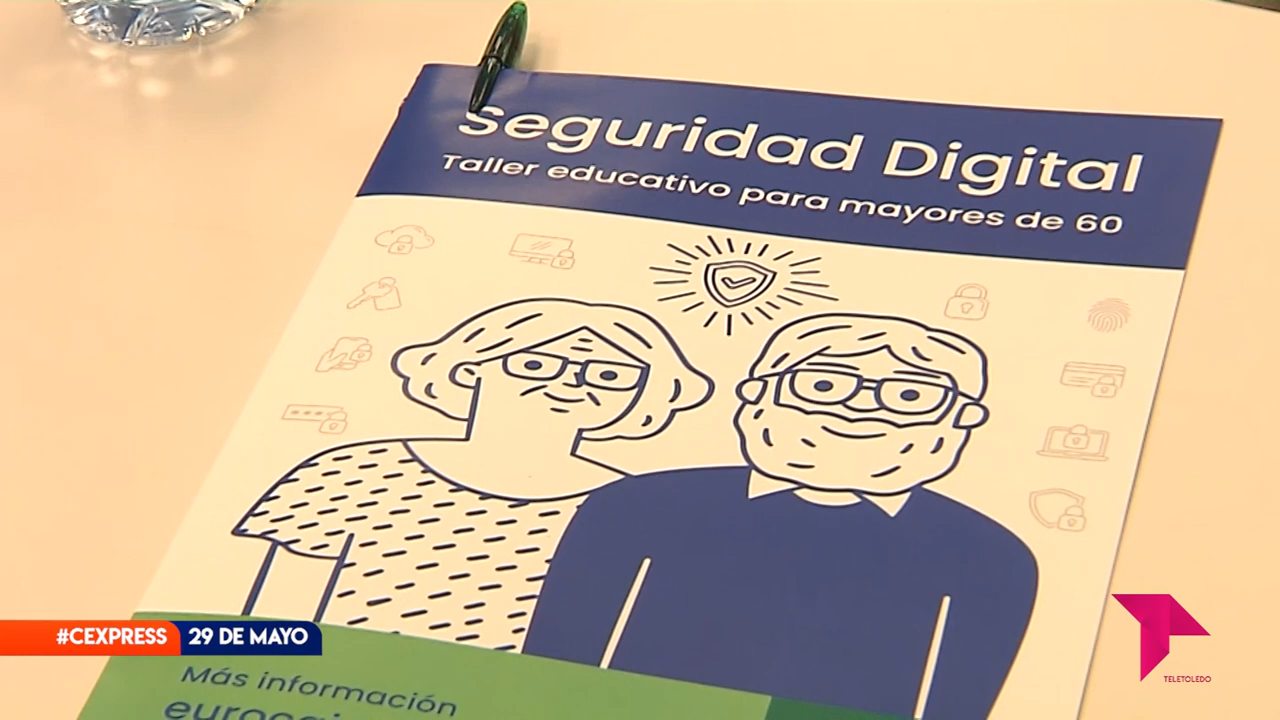 Seguridad Digital
Taller educativo para mayores de 60
#CEXPRESS 29 DE MAYO
Más información
TELETOLEDO